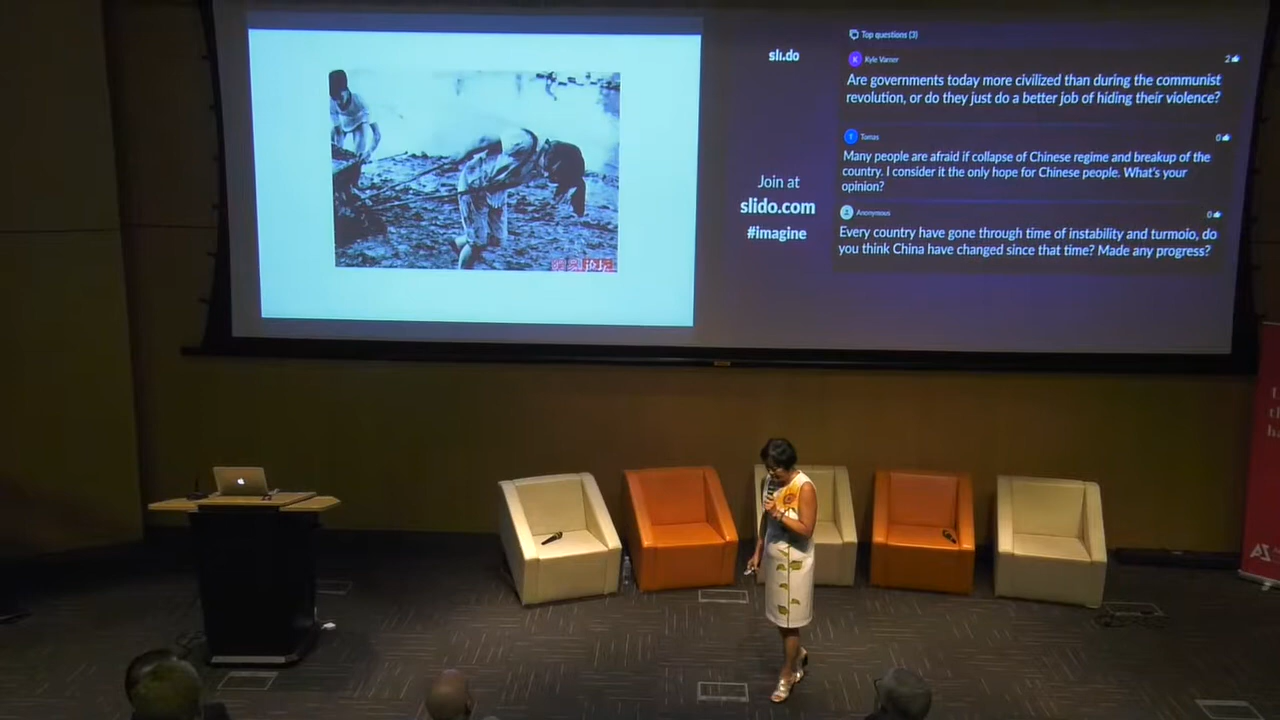 sli.do
Join at
slido.com
#imagine
Top questions (3)
Kyle Varner
2
Are governments today more civilized than during the communist
revolution, or do they just do a better job of hiding their violence?
Tomas
0
Many people are afraid if collapse of Chinese regime and breakup of the
country. I consider it the only hope for Chinese people. What's your
opinion?
Anonymous
0
Every country have gone through time of instability and turmoio, do
you think China have changed since that time? Made any progress?